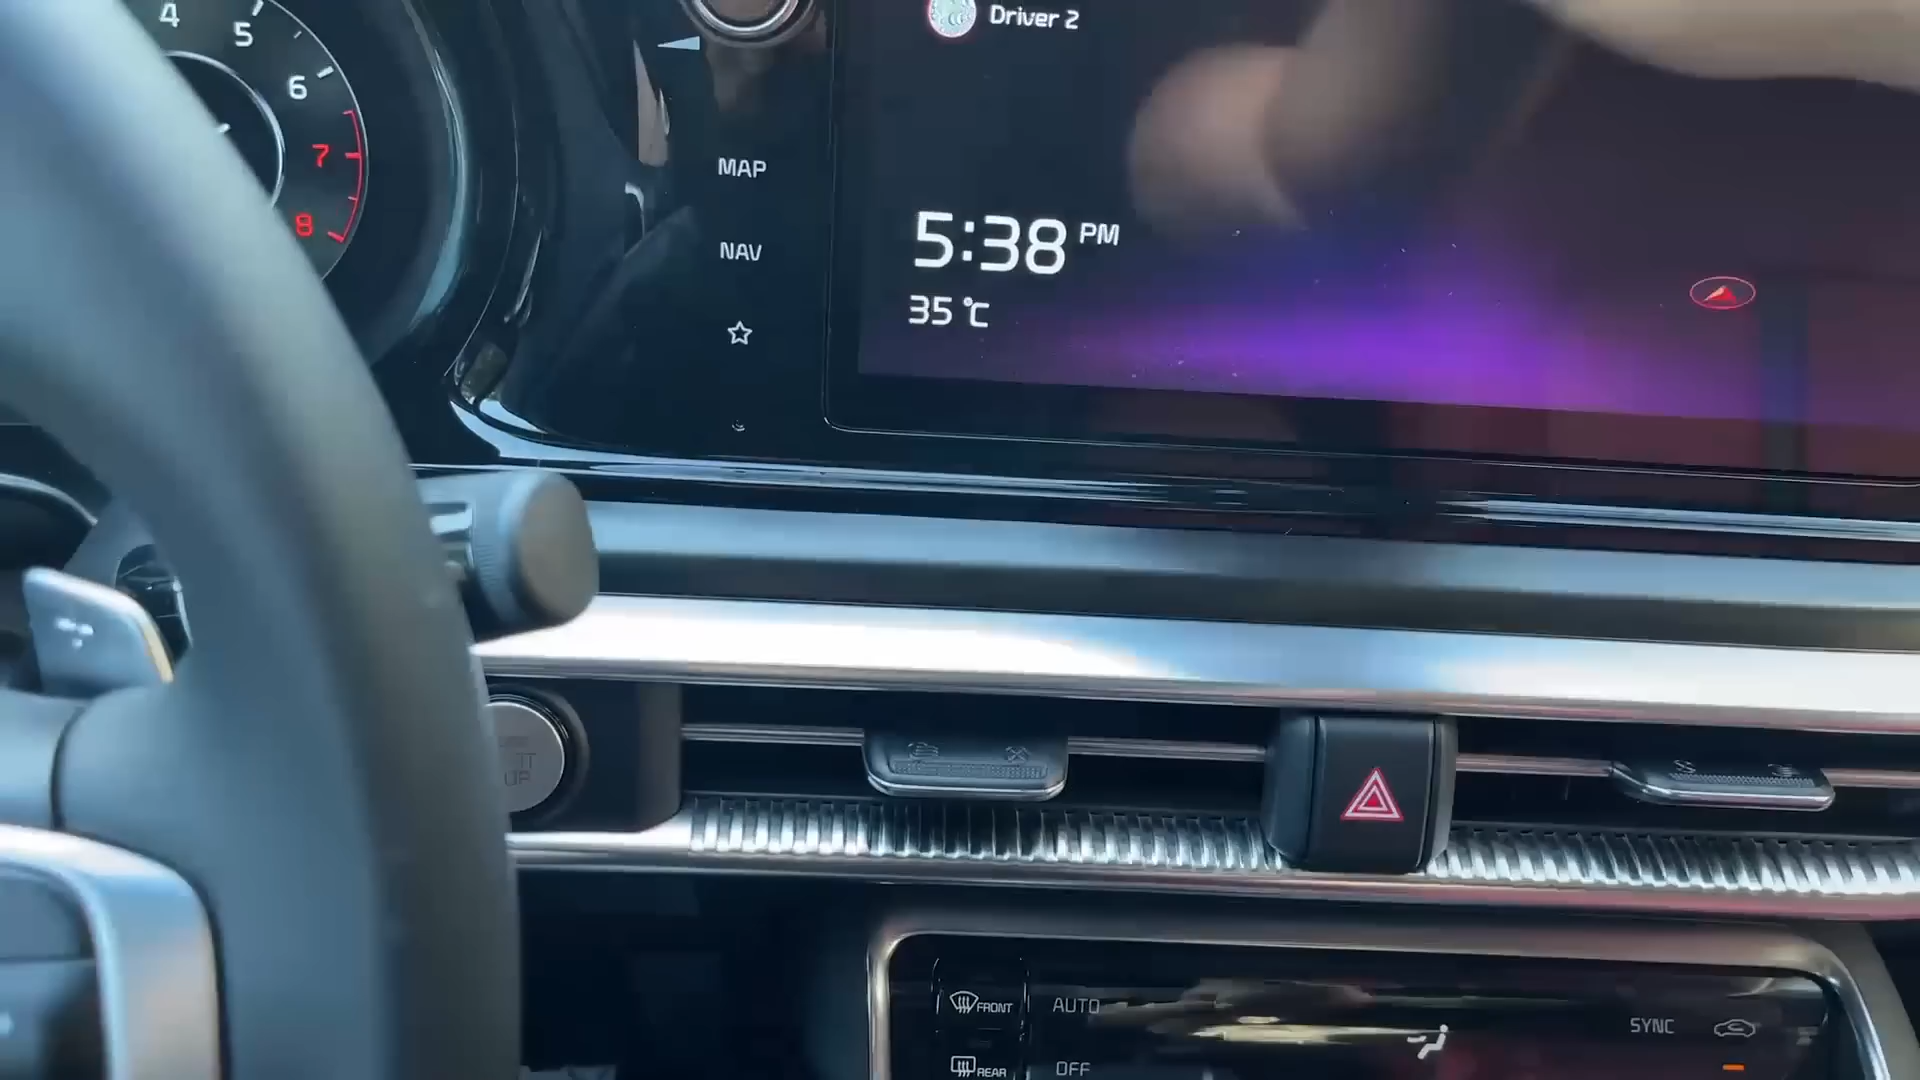 4
5
6
7
8
Driver 2
MAP
NAV
5:38 PM
35 °C
FRONT
AUTO
SYNC
REAR
OFF